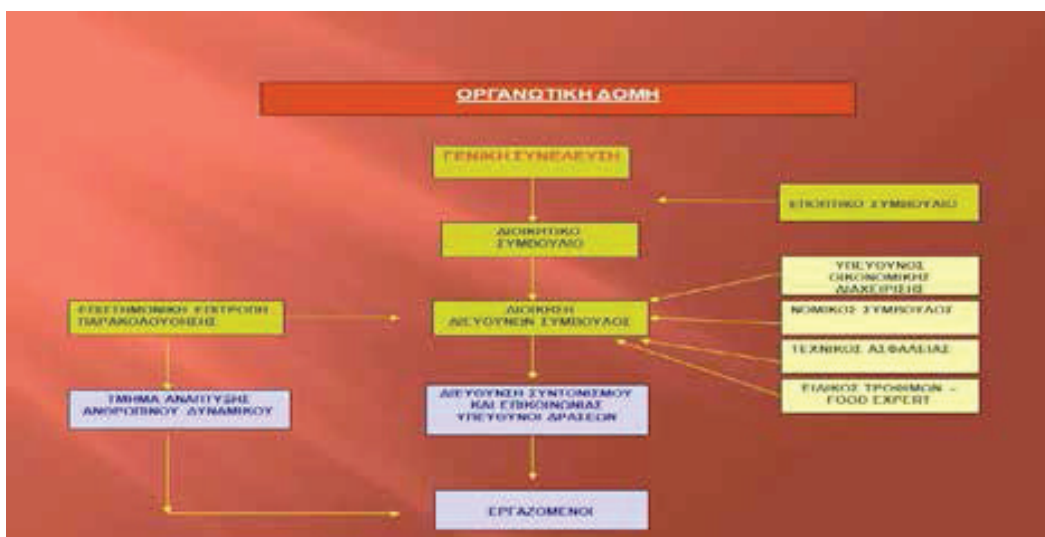 ΟΡΓΑΝΩΤΙΚΗ ΔΟΜΗ
ΓΕΝΙΚΗ ΣΥΝΕΛΕΥΣΗ
ΕΠΟΠΤΙΚΟ ΣΥΜΒΟΥΛΙΟ
ΔΙΟΙΚΗΤΙΚΟ
ΣΥΜΒΟΥΛΙΟ
ΥΠΕΥΘΥΝΟΣ
ΟΙΚΟΝΟΜΙΚΗΣ
ΔΙΑΧΕΙΡΙΣΗΣ
ΕΠΙΣΤΗΜΟΝΙΚΗ ΕΠΙΤΡΟΠΗ
ΠΑΡΑΚΟΛΟΥΘΗΣΗΣ
ΔΙΟΙΚΗΣΗ
ΔΙΕΥΘΥΝΩΝ ΣΥΜΒΟΥΛΟΣ
ΝΟΜΙΚΟΣ ΣΥΜΒΟΥΛΟΣ
ΤΕΧΝΙΚΟΣ ΑΣΦΑΛΕΙΑΣ
ΕΙΔΙΚΟΣ ΤΡΟΦΙΜΩΝ –
FOOD EXPERT
ΤΜΗΜΑ ΑΝΑΠΤΥΞΗΣ
ΑΝΘΡΩΠΙΝΟΥ ΔΥΝΑΜΙΚΟΥ
ΔΙΕΥΘΥΝΣΗ ΣΥΝΤΟΝΙΣΜΟΥ
ΚΑΙ ΕΠΙΚΟΙΝΩΝΙΑΣ
ΥΠΕΥΘΥΝΟΙ ΔΡΑΣΕΩΝ
ΕΡΓΑΖΟΜΕΝΟΙ